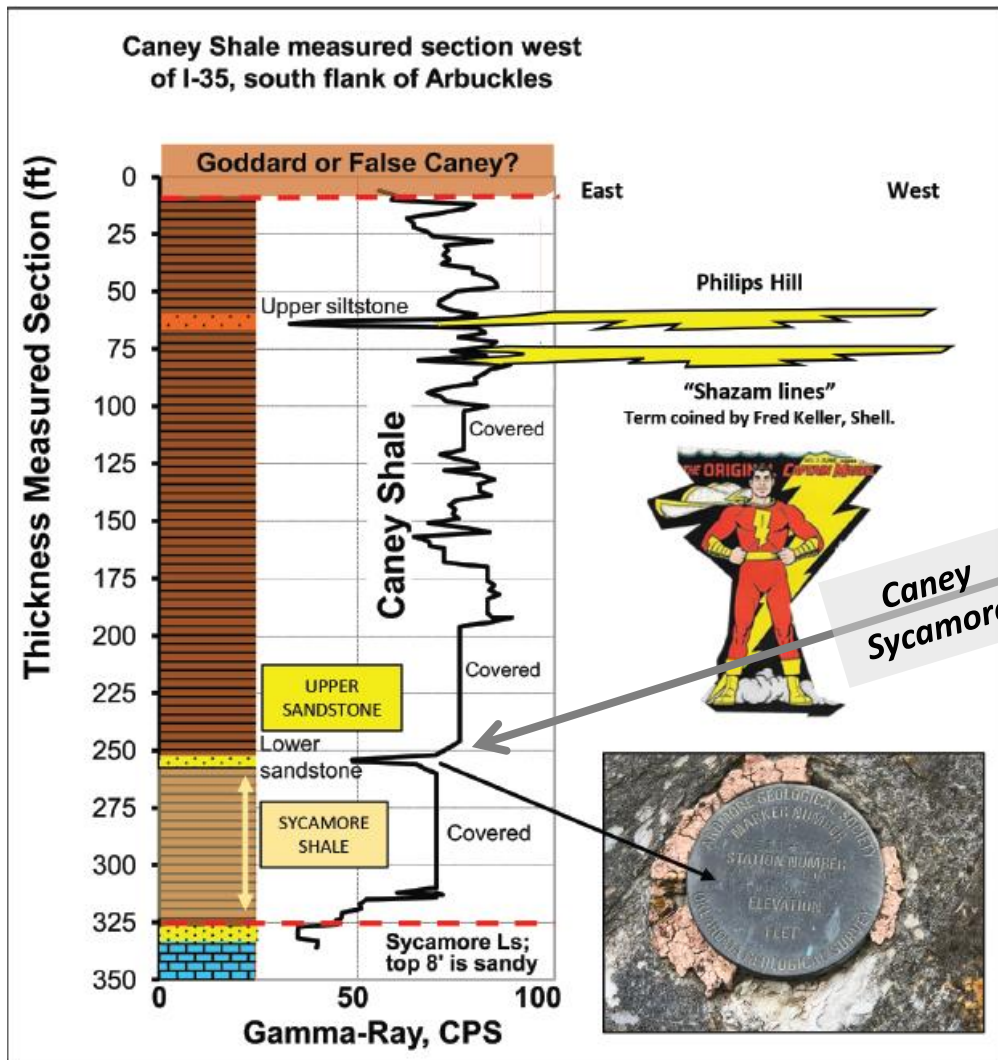 Caney Shale measured section west
of I-35, south flank of Arbuckles
Thickness Measured Section (ft)
Goddard or False Caney?
0
25
50
75
100
125
150
175
200
225
250
275
300
325
350
East
West
Upper siltstone
Philips Hill
"Shazam lines"
Term coined by Fred Keller, Shell.
Covered
Caney Shale
ORIGINAL
Caney
Sycamore
Covered
UPPER
SANDSTONE
Lower
sandstone
SYCAMORE
SHALE
Covered
Sycamore Ls;
top 8' is sandy
0
50
100
Gamma-Ray, CPS
ARDMORE GEOLOGICAL SOCIETY
MARKER NUMBER
STATION NUMBER
ELEVATION
FEET
OKLAHOMA GEOLOGICAL SURVEY